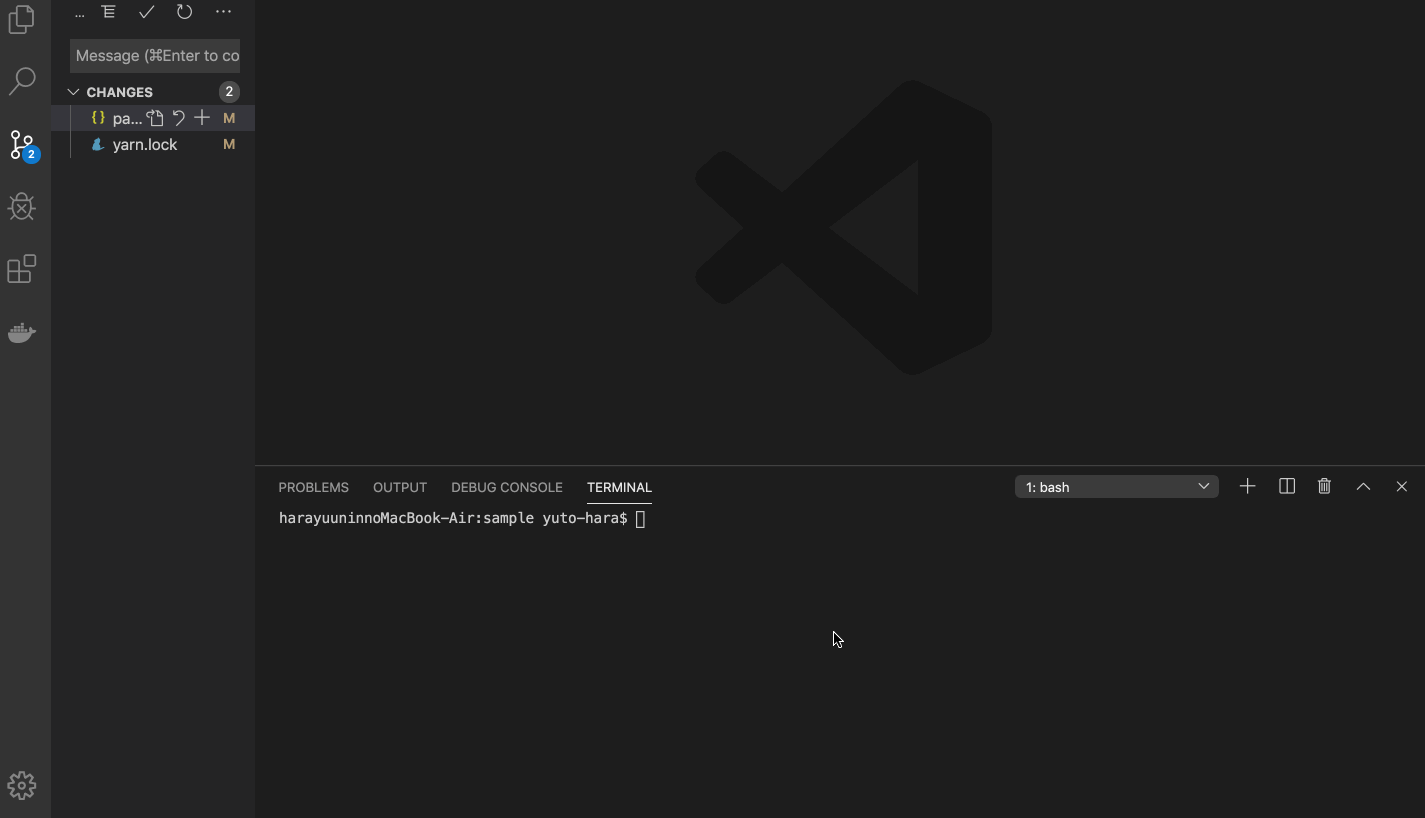 ...
Message (⌘Enter to co
CHANGES 2
{} pa... M
yarn.lock M
2
PROBLEMS OUTPUT DEBUG CONSOLE TERMINAL 1: bash
harayuuninnoMacBook-Air:sample yuto-hara$